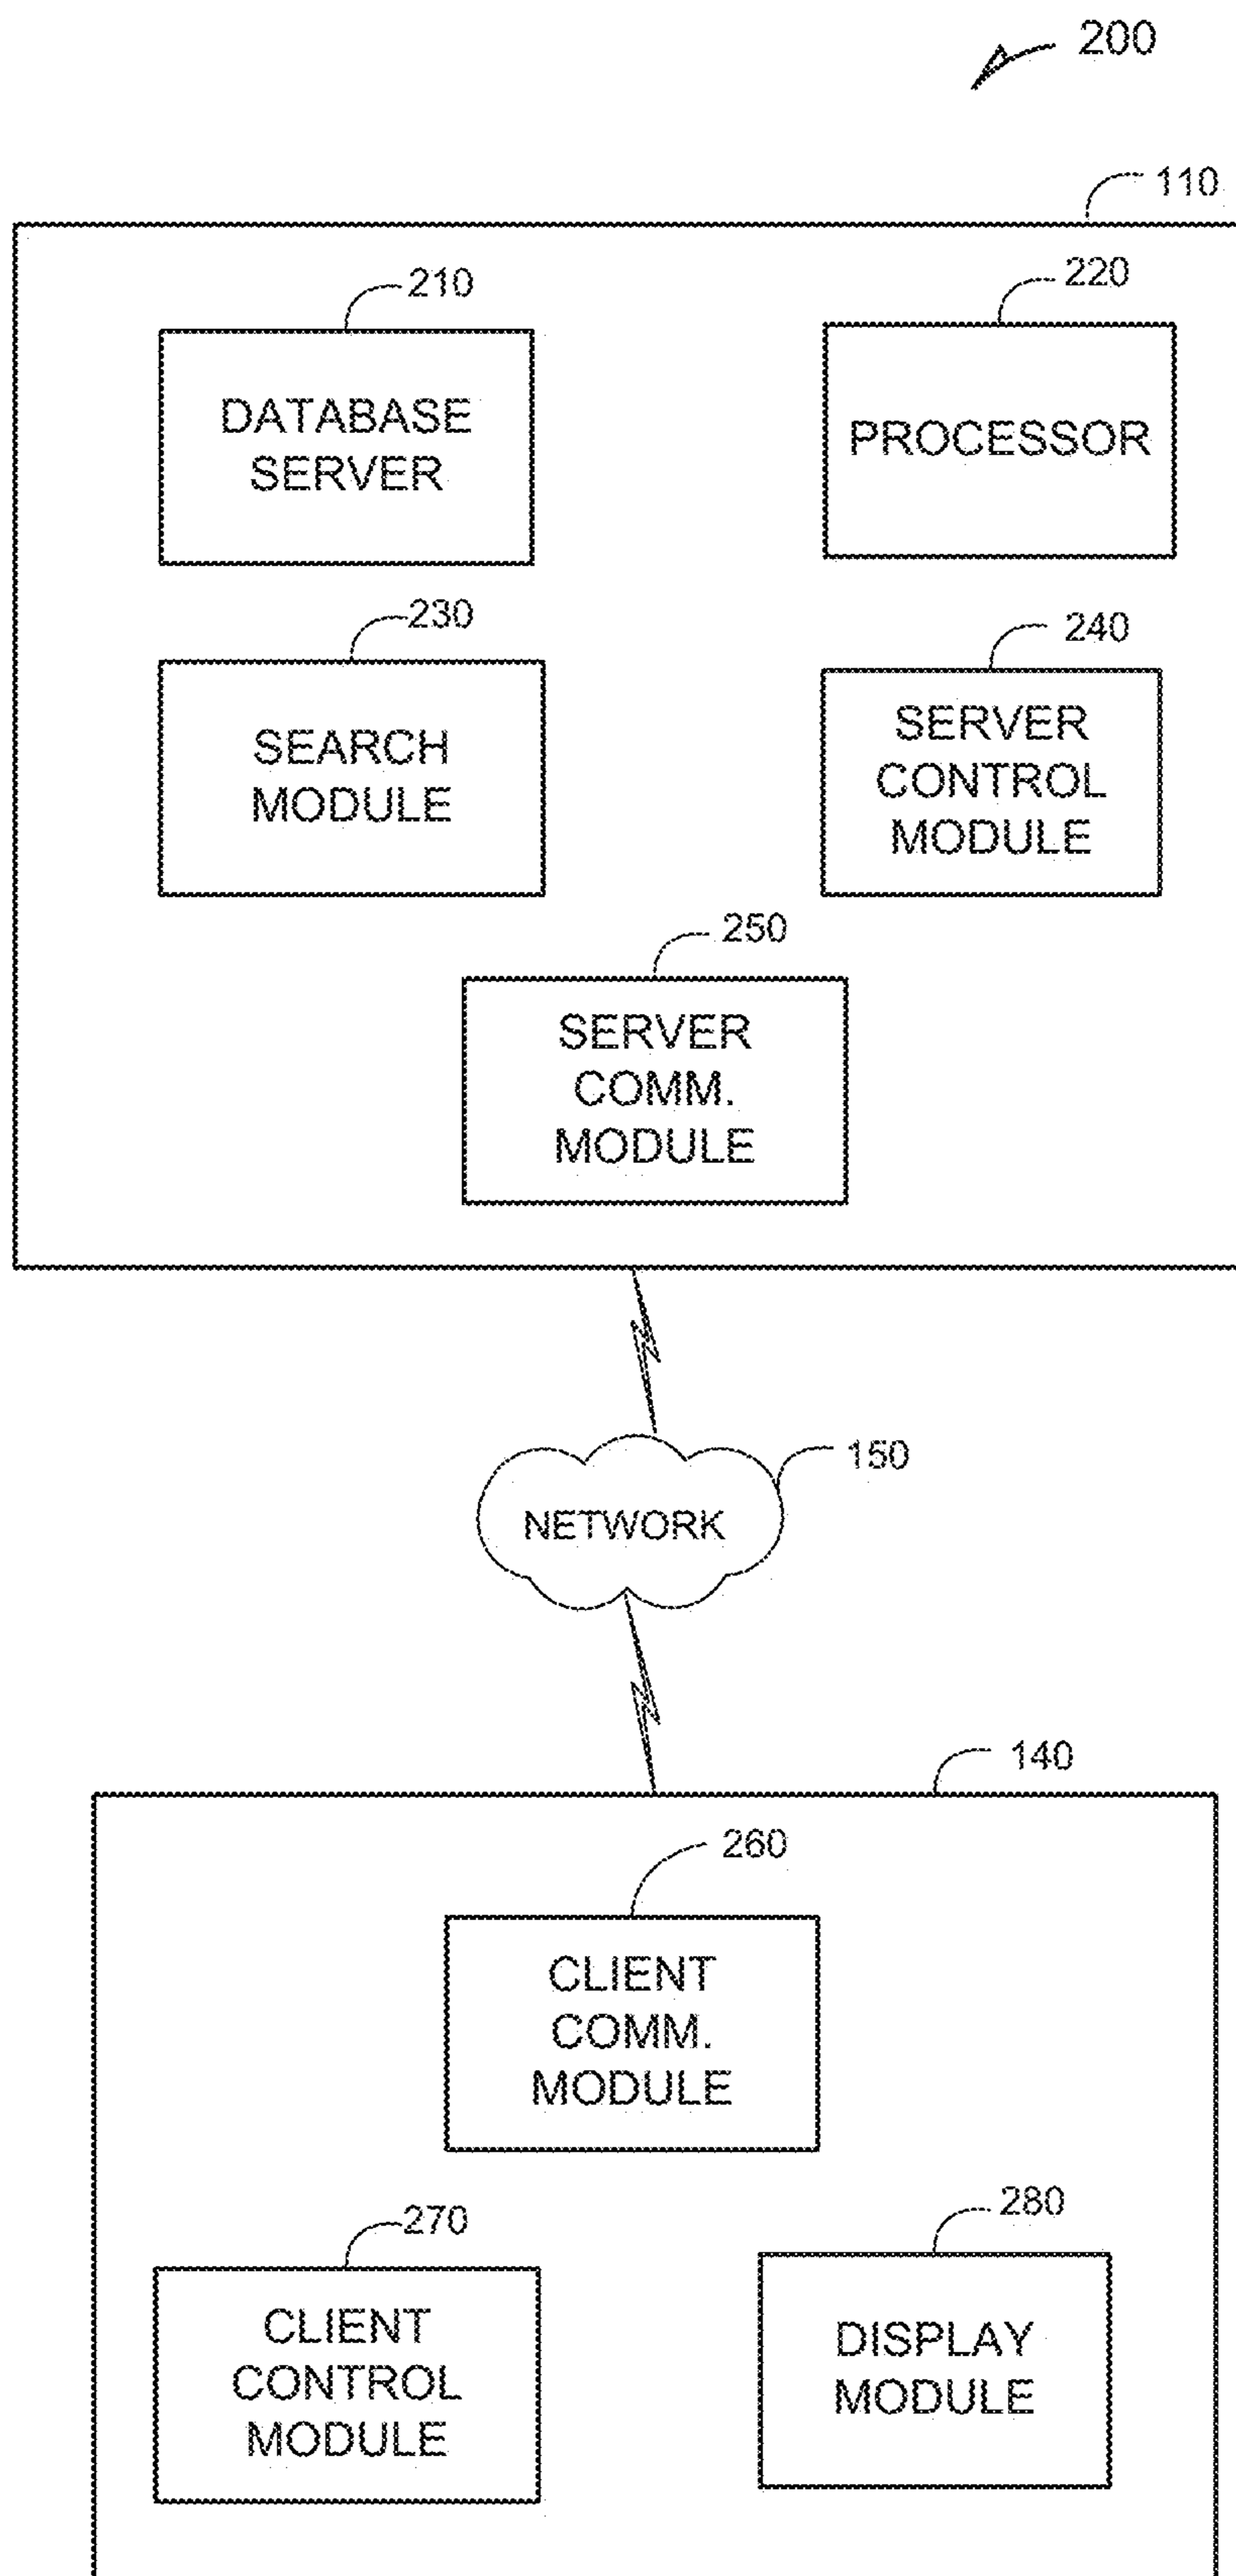 200
110
210
220
DATABASE
SERVER
PROCESSOR
230
240
SEARCH
MODULE
SERVER
CONTROL
MODULE
250
SERVER
COMM.
MODULE
150
NETWORK
140
260
CLIENT
COMM.
MODULE
270
280
CLIENT
CONTROL
MODULE
DISPLAY
MODULE